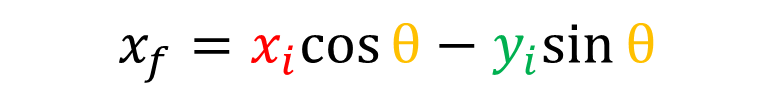 x_f = x_i cos θ − y_i sin θ